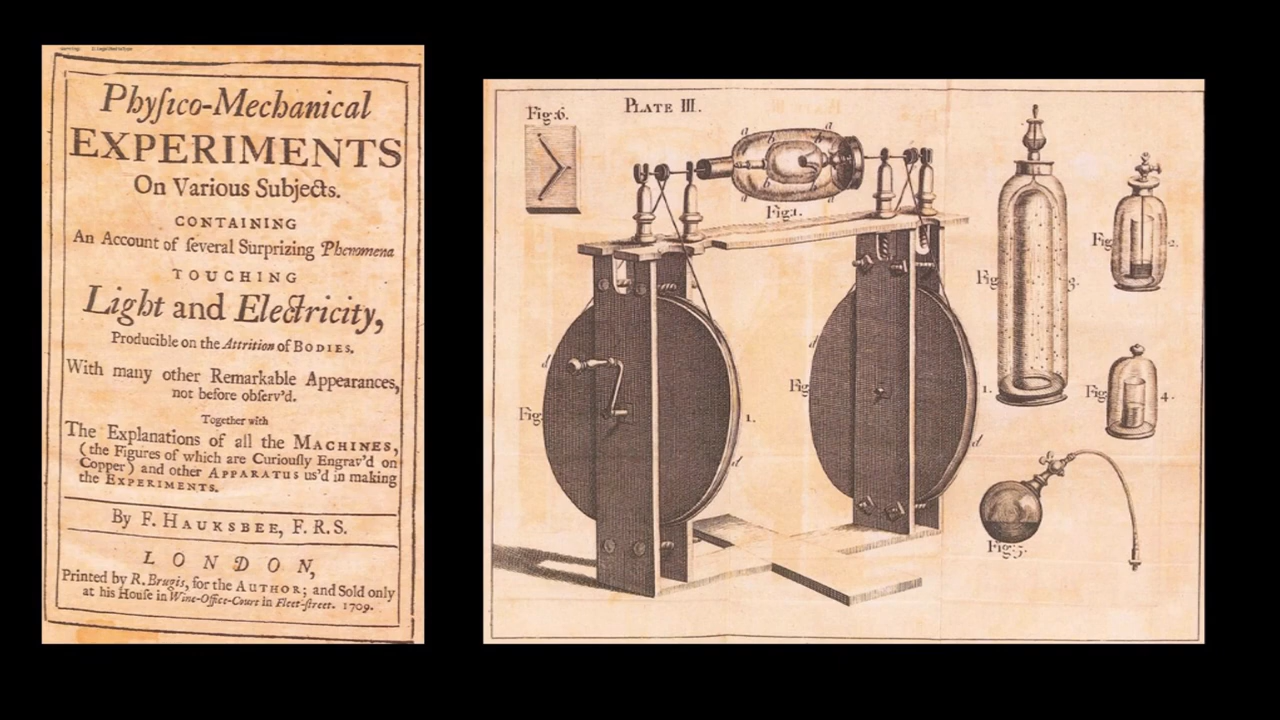 Phyſico-Mechanical
EXPERIMENTS
On Various Subjects.
CONTAINING
An Account of ſeveral Surprizing Phenomena
TOUCHING
Light and Electricity,
Producible on the Attrition of BODIES.
With many other Remarkable Appearances,
not before obſerv'd.
Together with
The Explanations of all the MACHINES,
(the Figures of which are Curiouſly Engrav'd on
Copper) and other APPARATUS us'd in making
the EXPERIMENTS.
By F. HAUKSBEE, F. R. S.
LONDON,
Printed by R. Brugis, for the AUTHOR; and Sold only
at his Houſe in Wine-Office-Court in Fleet-ſtreet. 1709.
PLATE III.
Fig:6.
a a
b b
b
a a
Fig:1.
Fig 2.
Fig 3.
d
d
Fig 1.
Fig 1.
Fig 4.
d
d
Fig:5.